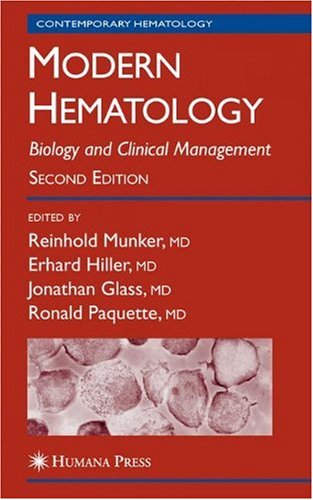 CONTEMPORARY HEMATOLOGY
MODERN
HEMATOLOGY
Biology and Clinical Management
SECOND EDITION
EDITED BY
Reinhold Munker, MD
Erhard Hiller, MD
Jonathan Glass, MD
Ronald Paquette, MD
HUMANA PRESS